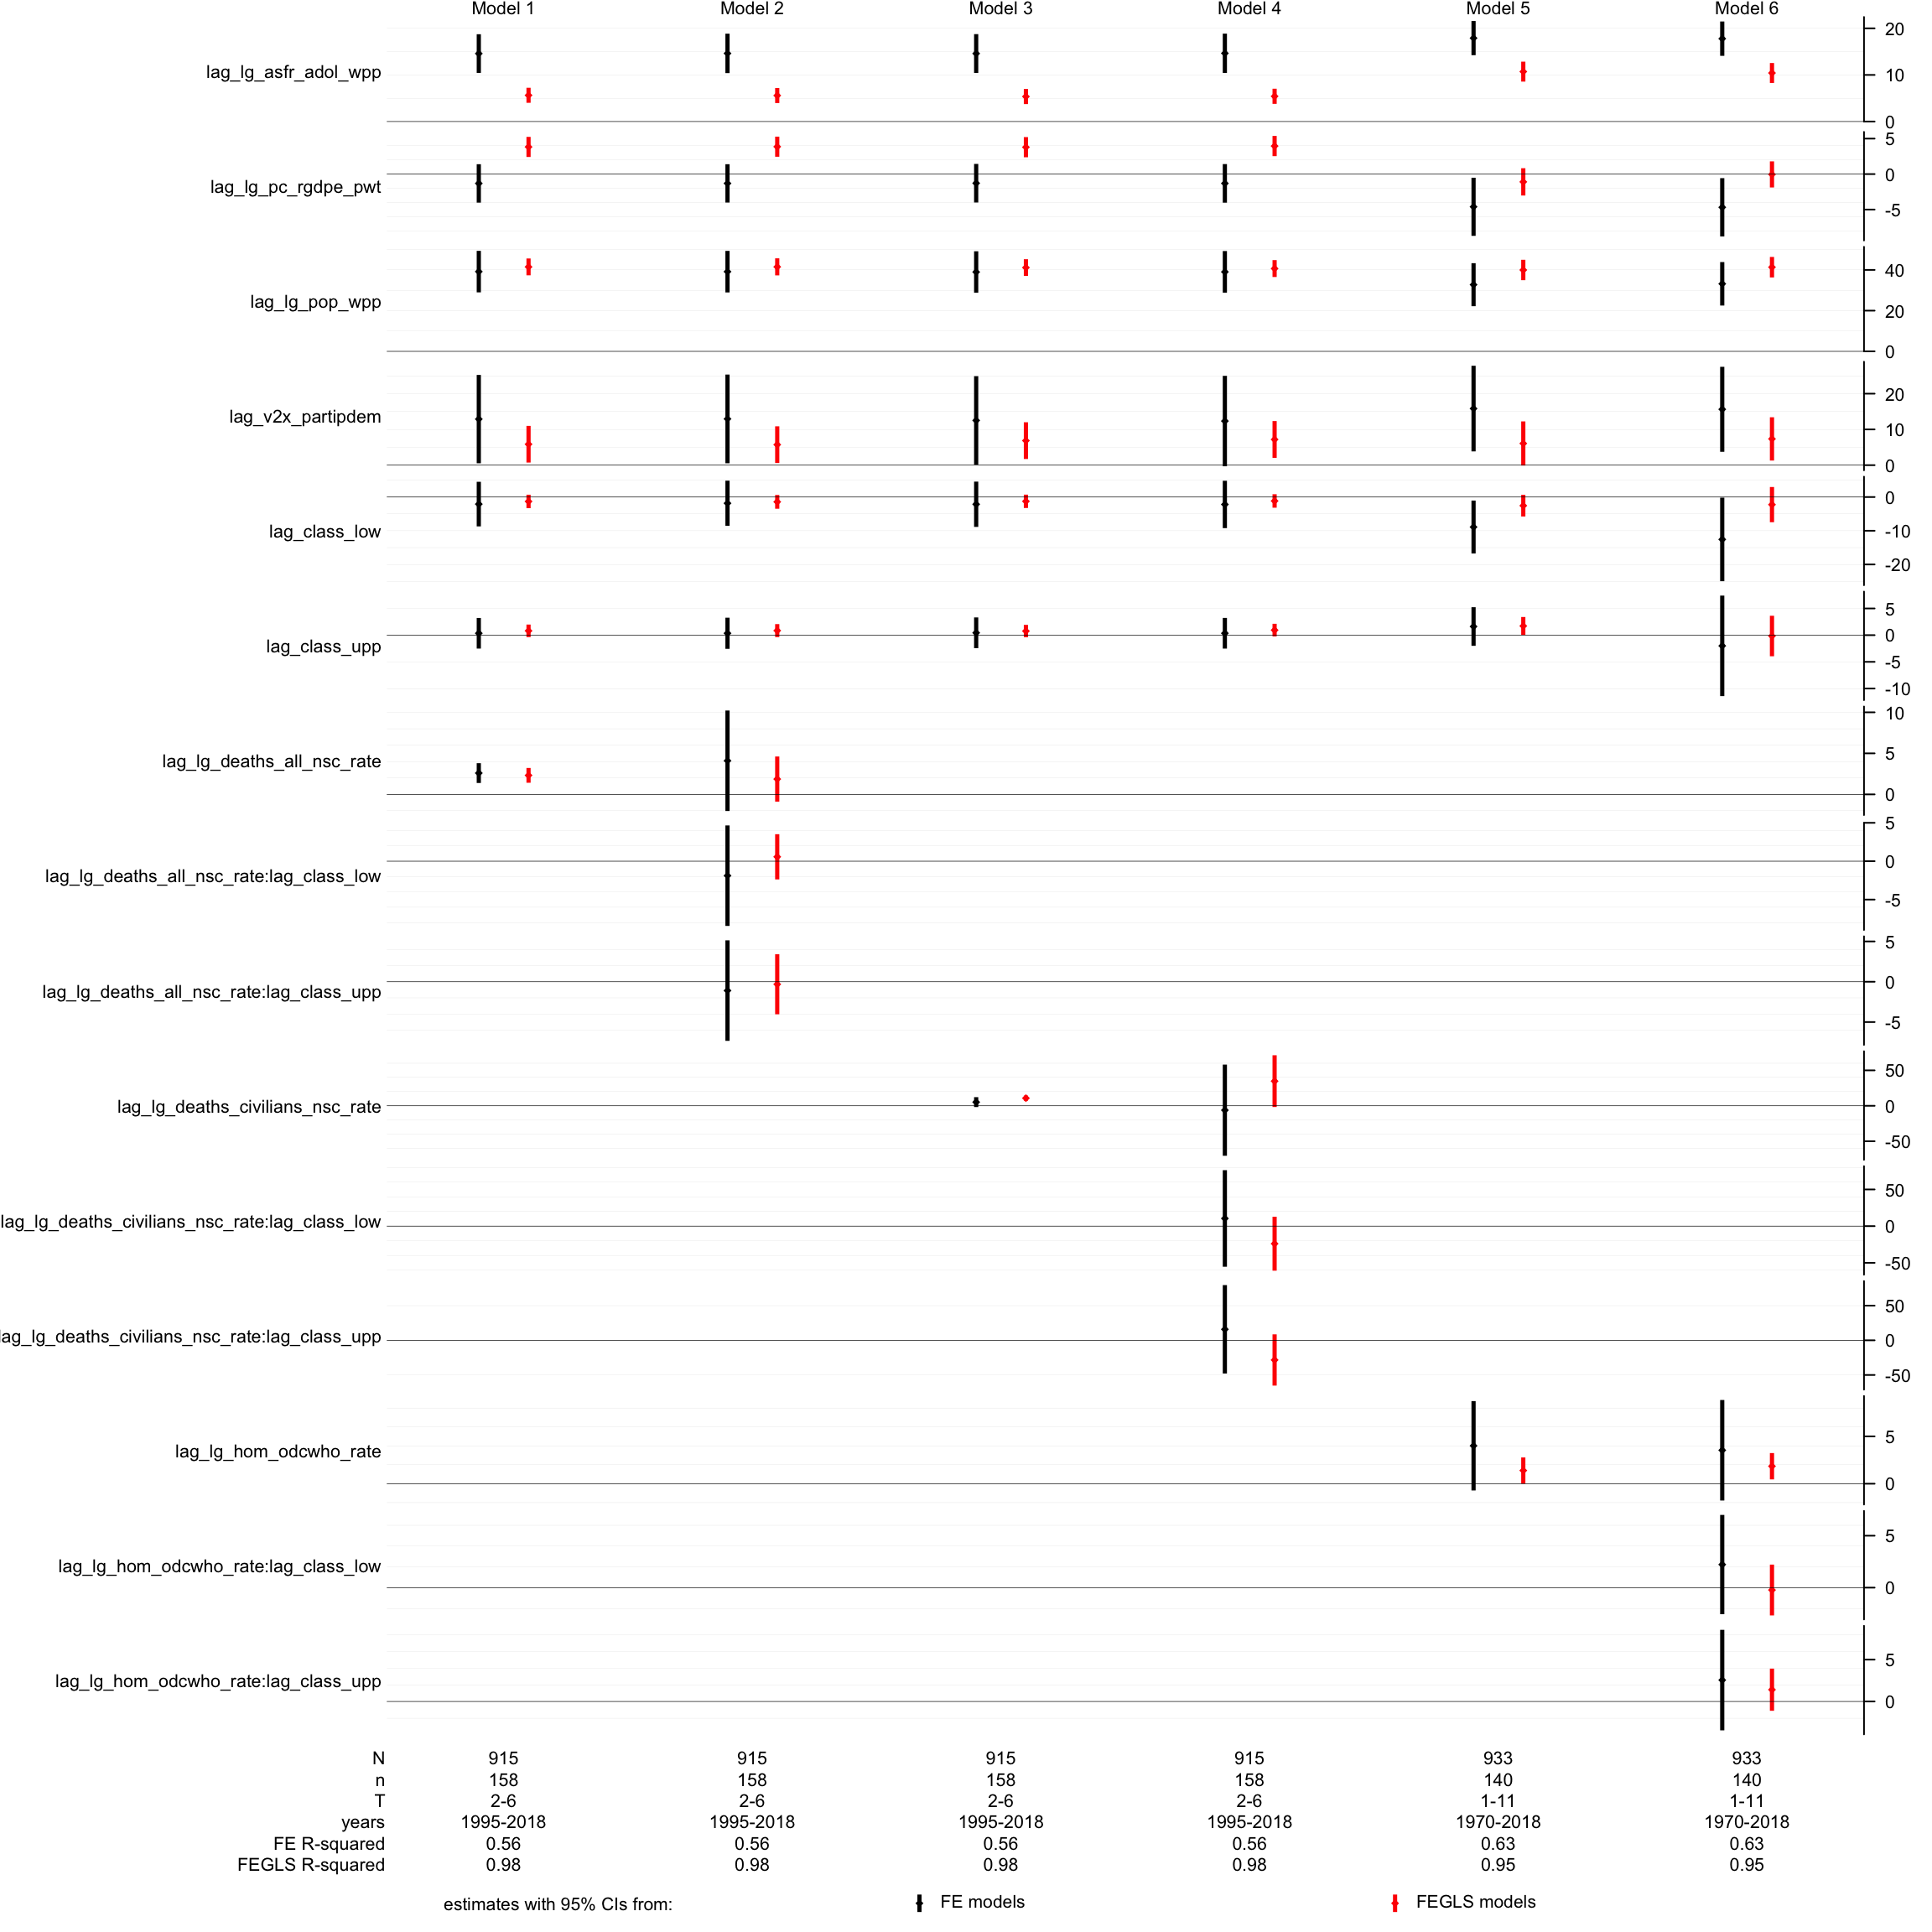 Model 1 Model 2 Model 3 Model 4 Model 5 Model 6
lag_lg_asfr_adol_wpp
20
10
0
lag_lg_pc_rgdpe_pwt
5
0
-5
lag_lg_pop_wpp
40
20
0
lag_v2x_partipdem
20
10
0
lag_class_low
0
-10
-20
lag_class_upp
5
0
-5
-10
lag_lg_deaths_all_nsc_rate
10
5
0
lag_lg_deaths_all_nsc_rate:lag_class_low
5
0
-5
lag_lg_deaths_all_nsc_rate:lag_class_upp
5
0
-5
lag_lg_deaths_civilians_nsc_rate
50
0
-50
lag_lg_deaths_civilians_nsc_rate:lag_class_low
50
0
-50
lag_lg_deaths_civilians_nsc_rate:lag_class_upp
50
0
-50
lag_lg_hom_odcwho_rate
5
0
lag_lg_hom_odcwho_rate:lag_class_low
5
0
lag_lg_hom_odcwho_rate:lag_class_upp
5
0
N 915 915 915 915 933 933
n 158 158 158 158 140 140
T 2-6 2-6 2-6 2-6 1-11 1-11
years 1995-2018 1995-2018 1995-2018 1995-2018 1970-2018 1970-2018
FE R-squared 0.56 0.56 0.56 0.56 0.63 0.63
FEGLS R-squared 0.98 0.98 0.98 0.98 0.95 0.95
estimates with 95% CIs from: FE models FEGLS models